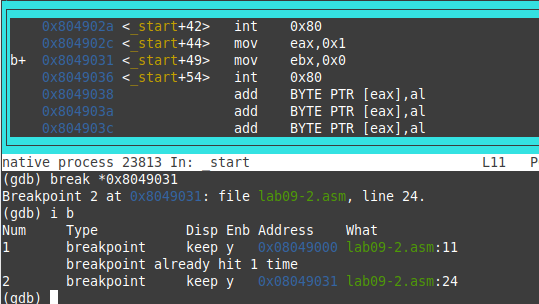 0x804902a <_start+42> int 0x80
0x804902c <_start+44> mov eax,0x1
b+ 0x8049031 <_start+49> mov ebx,0x0
0x8049036 <_start+54> int 0x80
0x8049038 add BYTE PTR [eax],al
0x804903a add BYTE PTR [eax],al
0x804903c add BYTE PTR [eax],al
native process 23813 In: _start L11 P
(gdb) break *0x8049031
Breakpoint 2 at 0x8049031: file lab09-2.asm, line 24.
(gdb) i b
Num Type Disp Enb Address What
1 breakpoint keep y 0x08049000 lab09-2.asm:11
breakpoint already hit 1 time
2 breakpoint keep y 0x08049031 lab09-2.asm:24
(gdb)